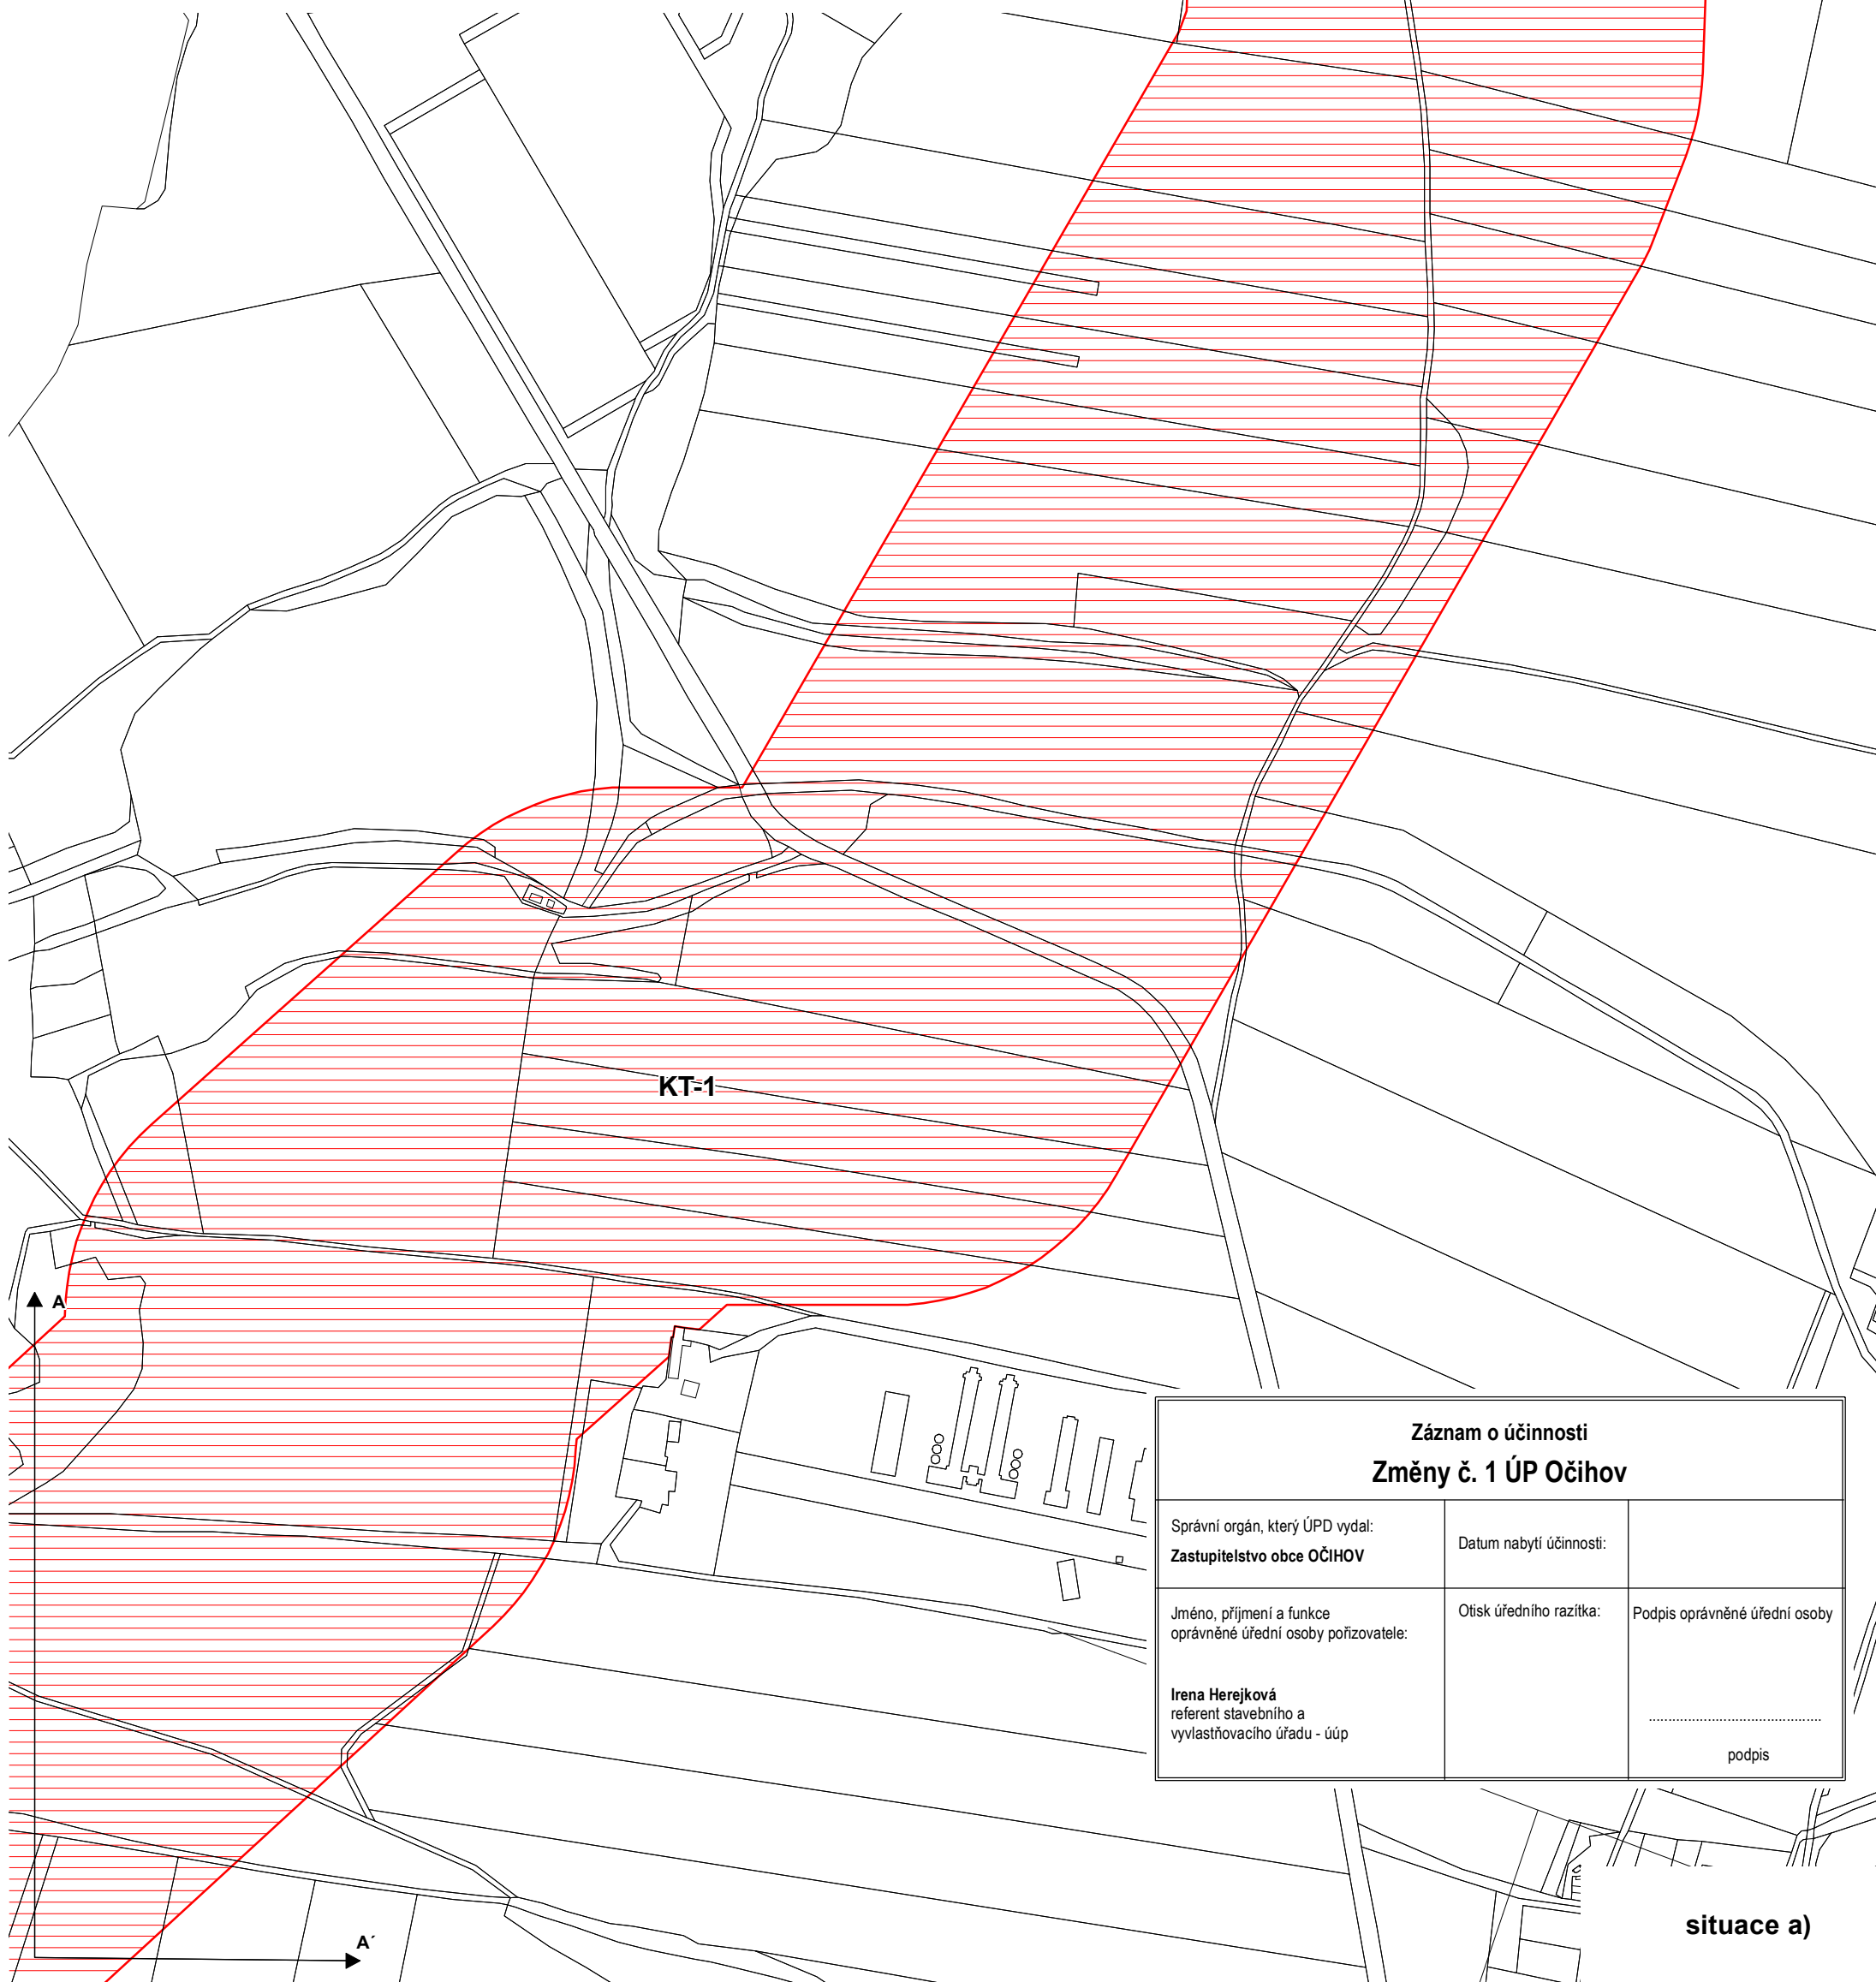 KT-1
A
A´
Záznam o účinnosti
Změny č. 1 ÚP Očihov
Správní orgán, který ÚPD vydal:
Zastupitelstvo obce OČIHOV
Datum nabytí účinnosti:
Jméno, příjmení a funkce
oprávněné úřední osoby pořizovatele:
Irena Herejková
referent stavebního a
vyvlastňovacího úřadu - úúp
Otisk úředního razítka:
Podpis oprávněné úřední osoby
..........................................
podpis
situace a)